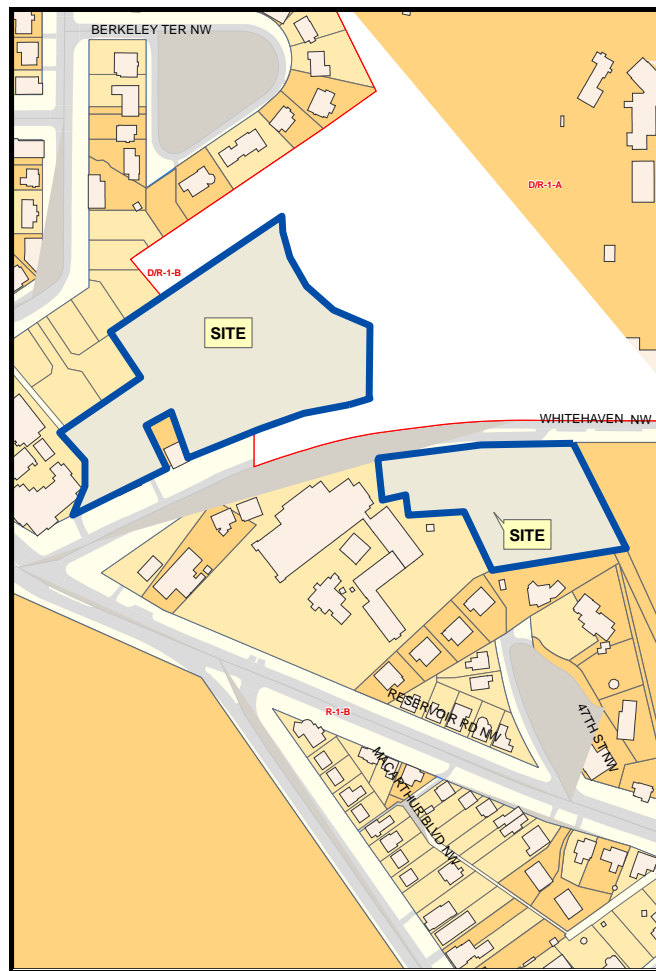 BERKELEY TER NW
D/R-1-A
D/R-1-B
SITE
WHITEHAVEN NW
SITE
RESERVOIR RD NW
R-1-B
47TH ST NW
MACARTHUR BLVD NW